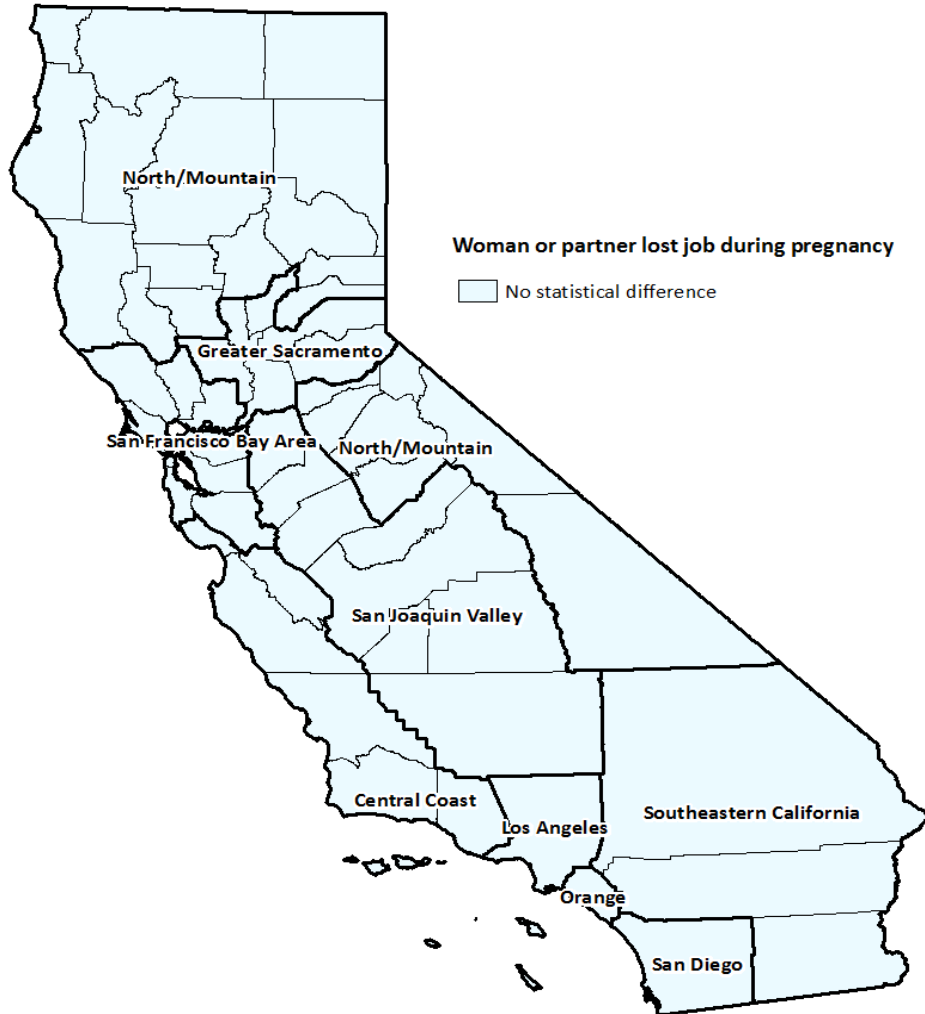 North/Mountain
Woman or partner lost job during pregnancy
No statistical difference
Greater Sacramento
San Francisco Bay Area
North/Mountain
San Joaquin Valley
Central Coast
Southeastern California
Los Angeles
Orange
San Diego